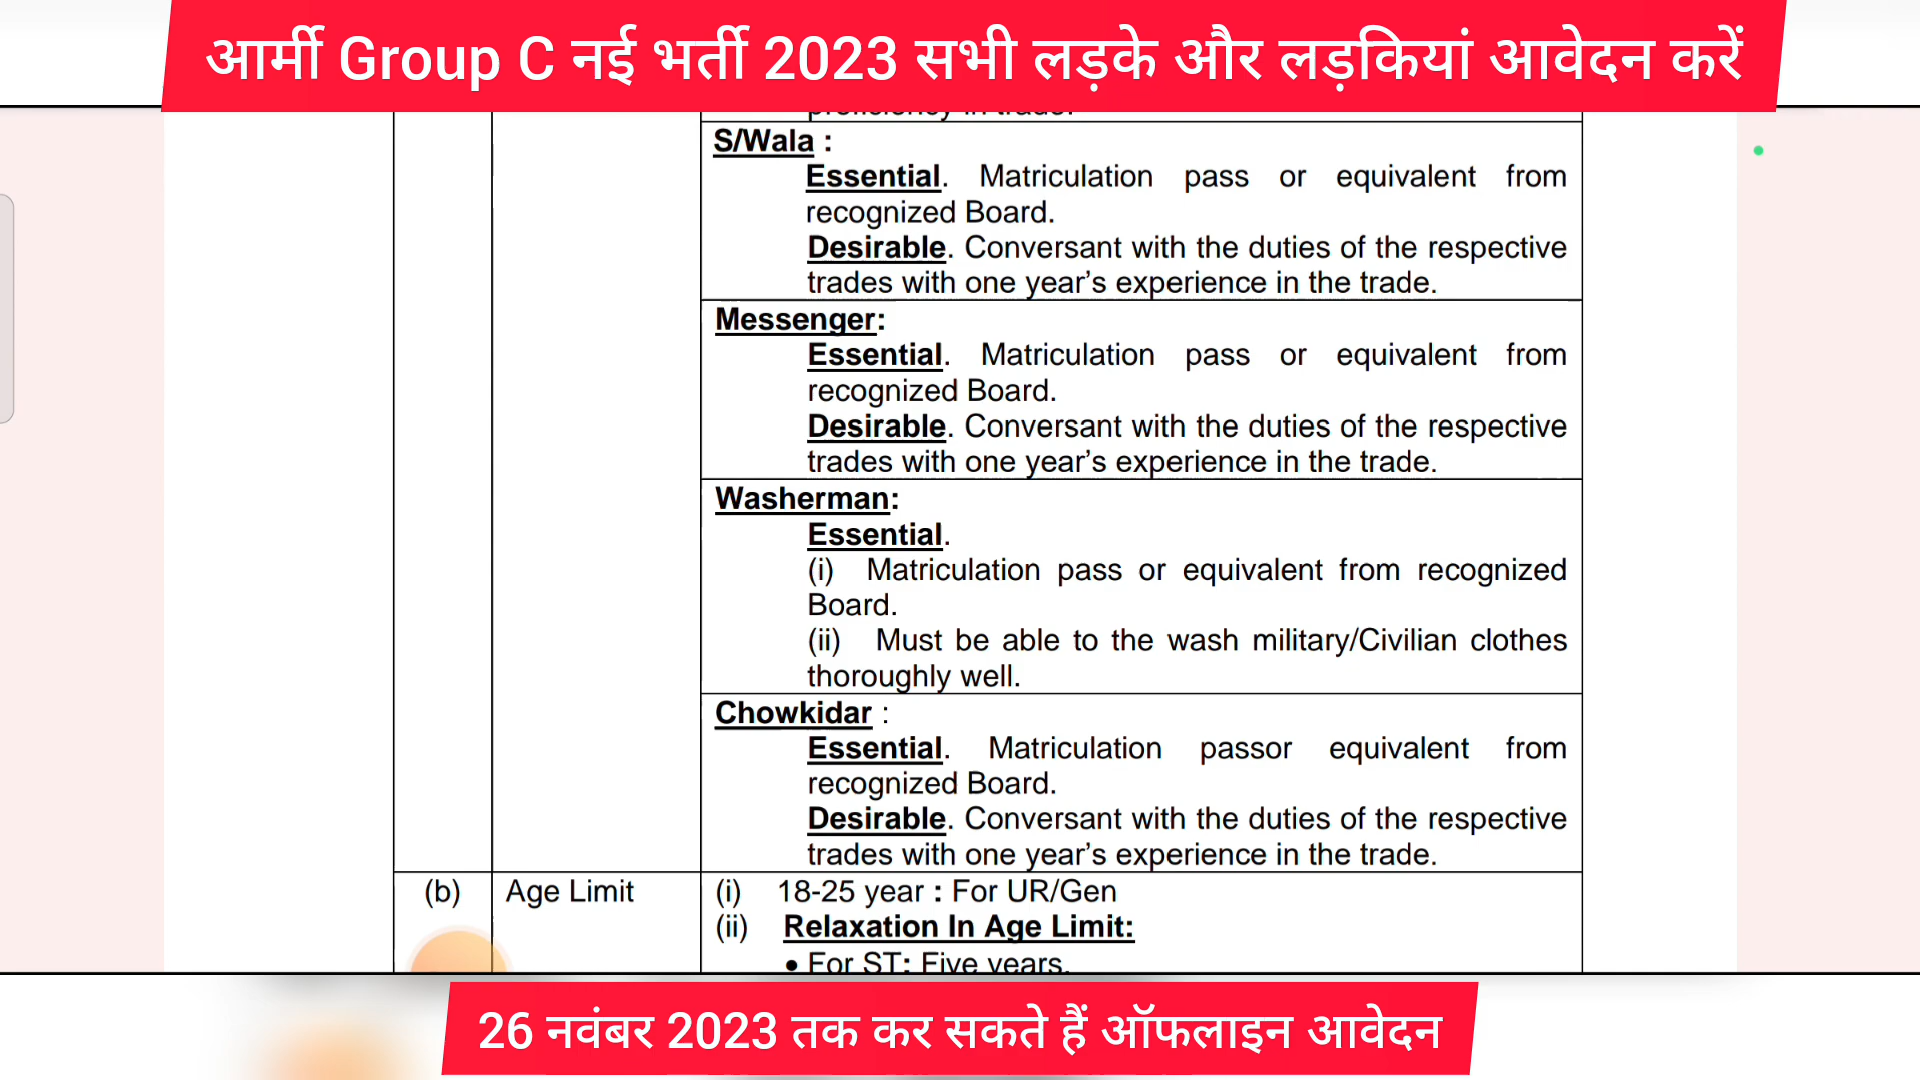 आर्मी Group C नई भर्ती 2023 सभी लड़के और लड़कियां आवेदन करें
proficiency in trade.
S/Wala :
Essential. Matriculation pass or equivalent from
recognized Board.
Desirable. Conversant with the duties of the respective
trades with one year’s experience in the trade.
Messenger:
Essential. Matriculation pass or equivalent from
recognized Board.
Desirable. Conversant with the duties of the respective
trades with one year’s experience in the trade.
Washerman:
Essential.
(i) Matriculation pass or equivalent from recognized
Board.
(ii) Must be able to the wash military/Civilian clothes
thoroughly well.
Chowkidar :
Essential. Matriculation passor equivalent from
recognized Board.
Desirable. Conversant with the duties of the respective
trades with one year’s experience in the trade.
(b) Age Limit (i) 18-25 year : For UR/Gen
(ii) Relaxation In Age Limit:
• For ST: Five years.
26 नवंबर 2023 तक कर सकते हैं ऑफलाइन आवेदन